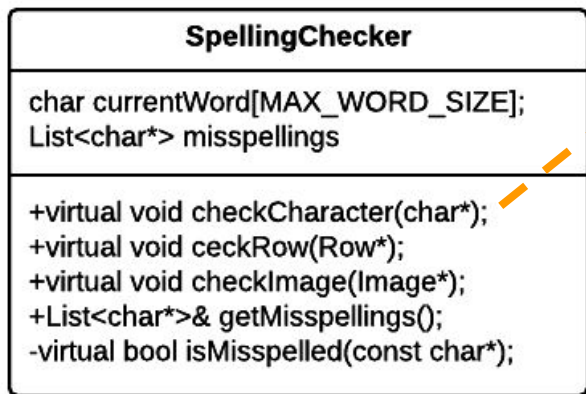 SpellingChecker
char currentWord[MAX_WORD_SIZE];
List<char*> misspellings
+virtual void checkCharacter(char*);
+virtual void ceckRow(Row*);
+virtual void checkImage(Image*);
+List<char*>& getMisspellings();
-virtual bool isMisspelled(const char*);